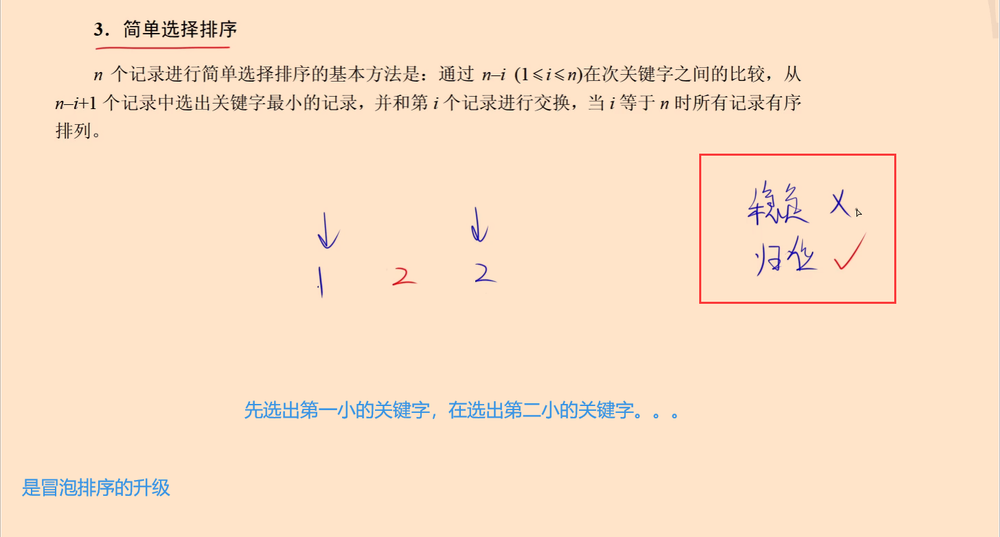 3. 简单选择排序
n 个记录进行简单选择排序的基本方法是：通过 n–i (1≤i≤n)在次关键字之间的比较，从
n–i+1 个记录中选出关键字最小的记录，并和第 i 个记录进行交换，当 i 等于 n 时所有记录有序
排列。
稳定 ×
归位 ✓
1 2 2
先选出第一小的关键字，在选出第二小的关键字。。。
是冒泡排序的升级